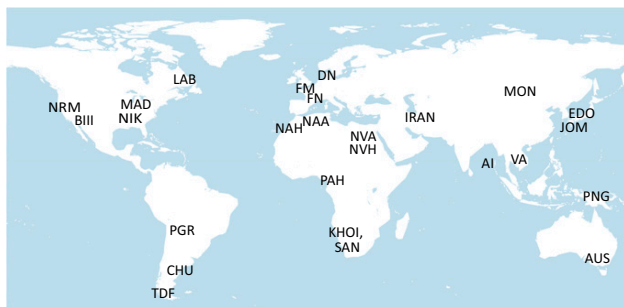 LAB
NRM
BIII
MAD
NIK
DN
FM
FN
NAH
NAA
NVA
NVH
IRAN
MON
EDO
JOM
AI
VA
PAH
PNG
PGR
KHOI,
SAN
AUS
CHU
TDF